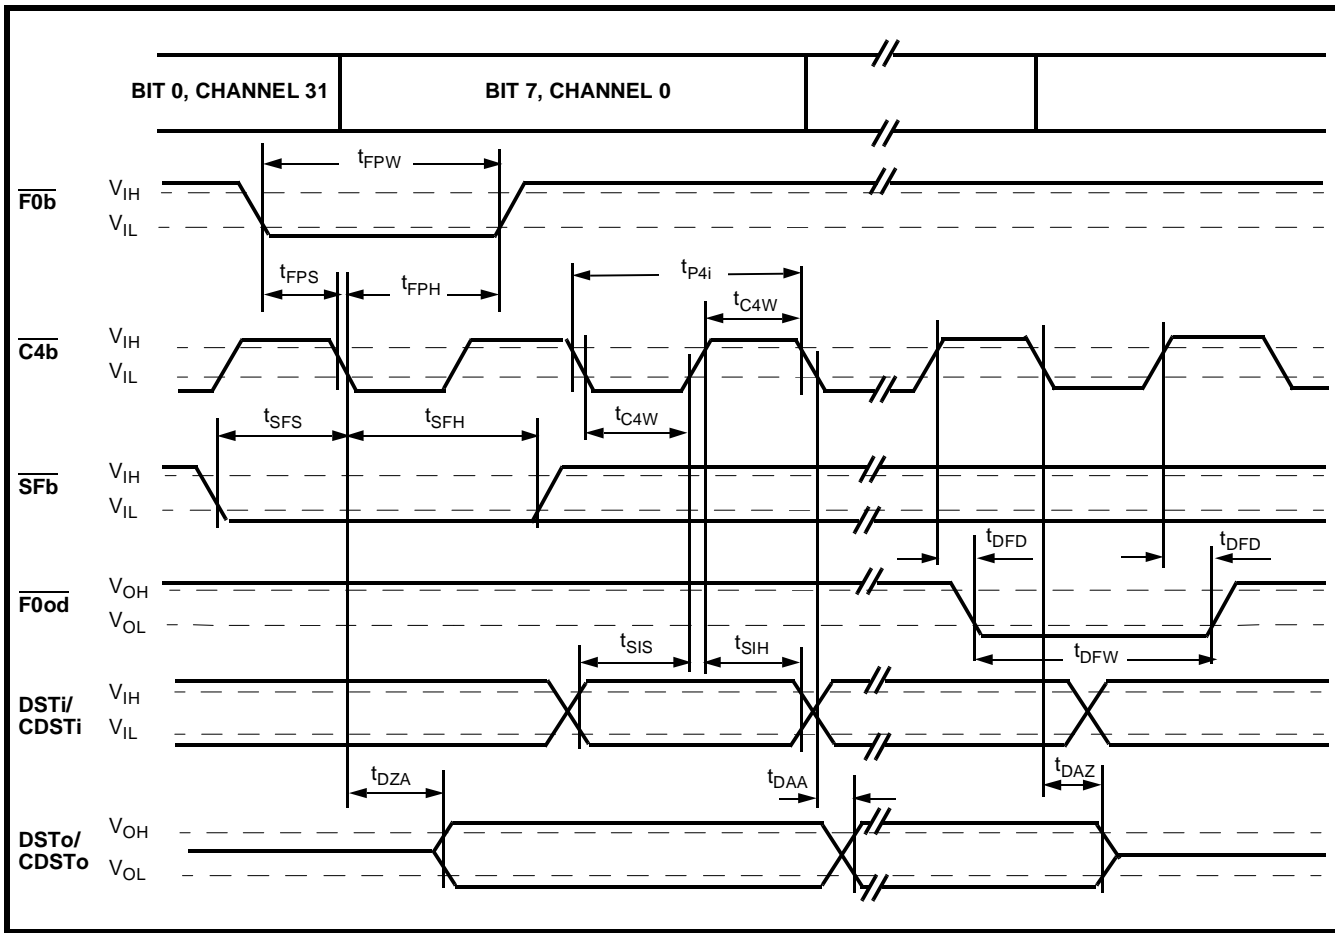 BIT 0, CHANNEL 31 BIT 7, CHANNEL 0
tFPW
F0b VIH
VIL
tFPS tFPH tP4i
tC4W
C4b VIH
VIL
tSFS tSFH tC4W
SFb VIH
VIL
tDFD tDFD
F0od VOH
VOL
tSIS tSIH tDFW
DSTi/
CDSTi
VIH
VIL
tDZA tDAA tDAZ
DSTo/
CDSTo
VOH
VOL